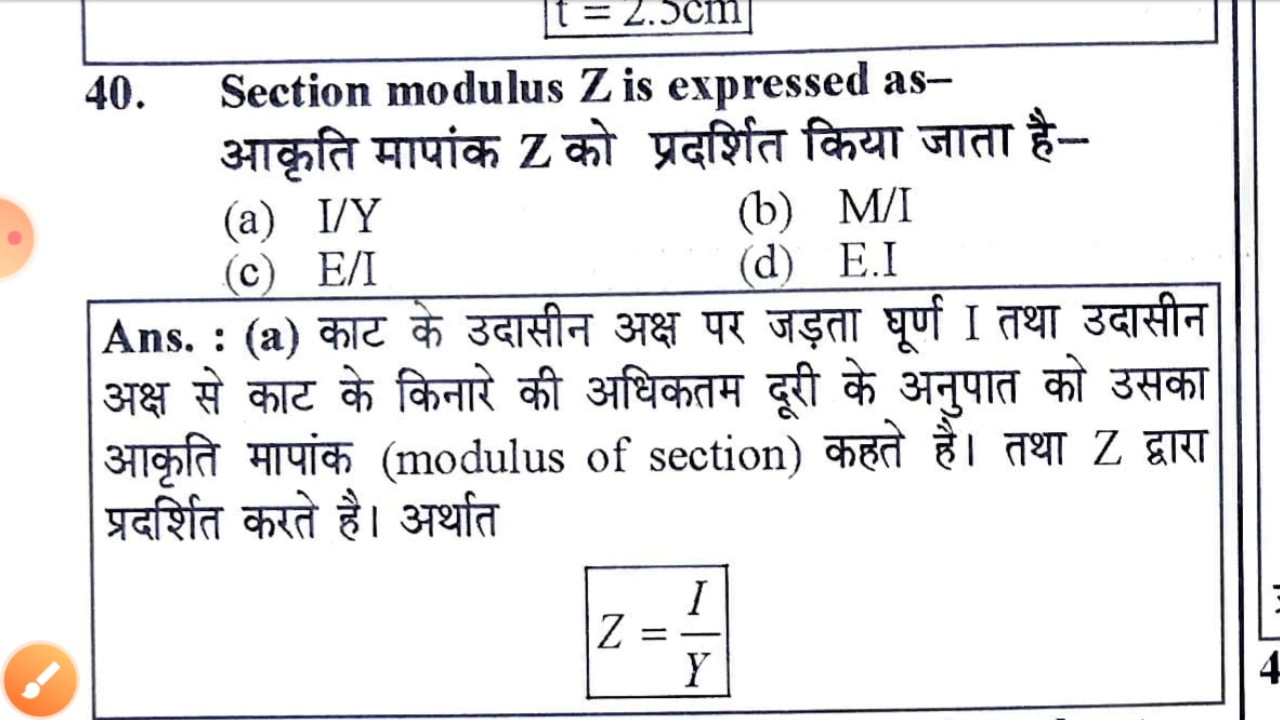 t = 2.5cm
40. Section modulus Z is expressed as–
आकृति मापांक Z को प्रदर्शित किया जाता है–
(a) I/Y (b) M/I
(c) E/I (d) E.I
Ans. : (a) काट के उदासीन अक्ष पर जड़ता घूर्ण I तथा उदासीन
अक्ष से काट के किनारे की अधिकतम दूरी के अनुपात को उसका
आकृति मापांक (modulus of section) कहते है। तथा Z द्वारा
प्रदर्शित करते है। अर्थात
Z = I/Y
4